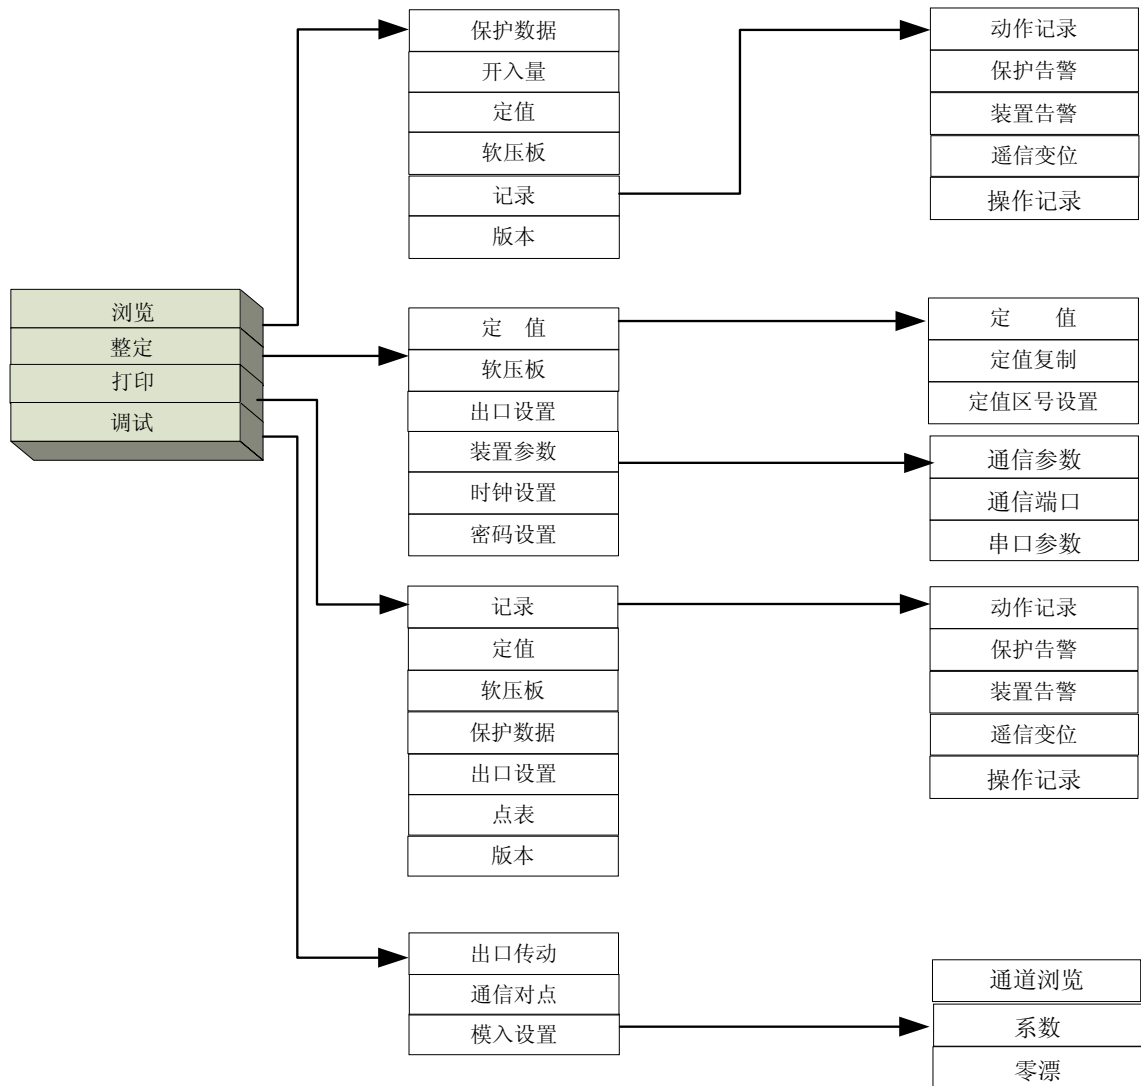 浏览
整定
打印
调试
保护数据
开入量
定值
软压板
记录
版本
动作记录
保护告警
装置告警
遥信变位
操作记录
定 值
软压板
出口设置
装置参数
时钟设置
密码设置
定 值
定值复制
定值区号设置
通信参数
通信端口
串口参数
记录
定值
软压板
保护数据
出口设置
点表
版本
动作记录
保护告警
装置告警
遥信变位
操作记录
出口传动
通信对点
模入设置
通道浏览
系数
零漂